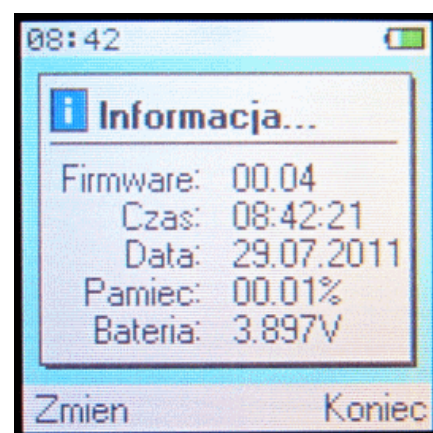 08:42
i Informacja...
Firmware: 00.04
Czas: 08:42:21
Data: 29.07.2011
Pamiec: 00.01%
Bateria: 3.897V
Zmien Koniec